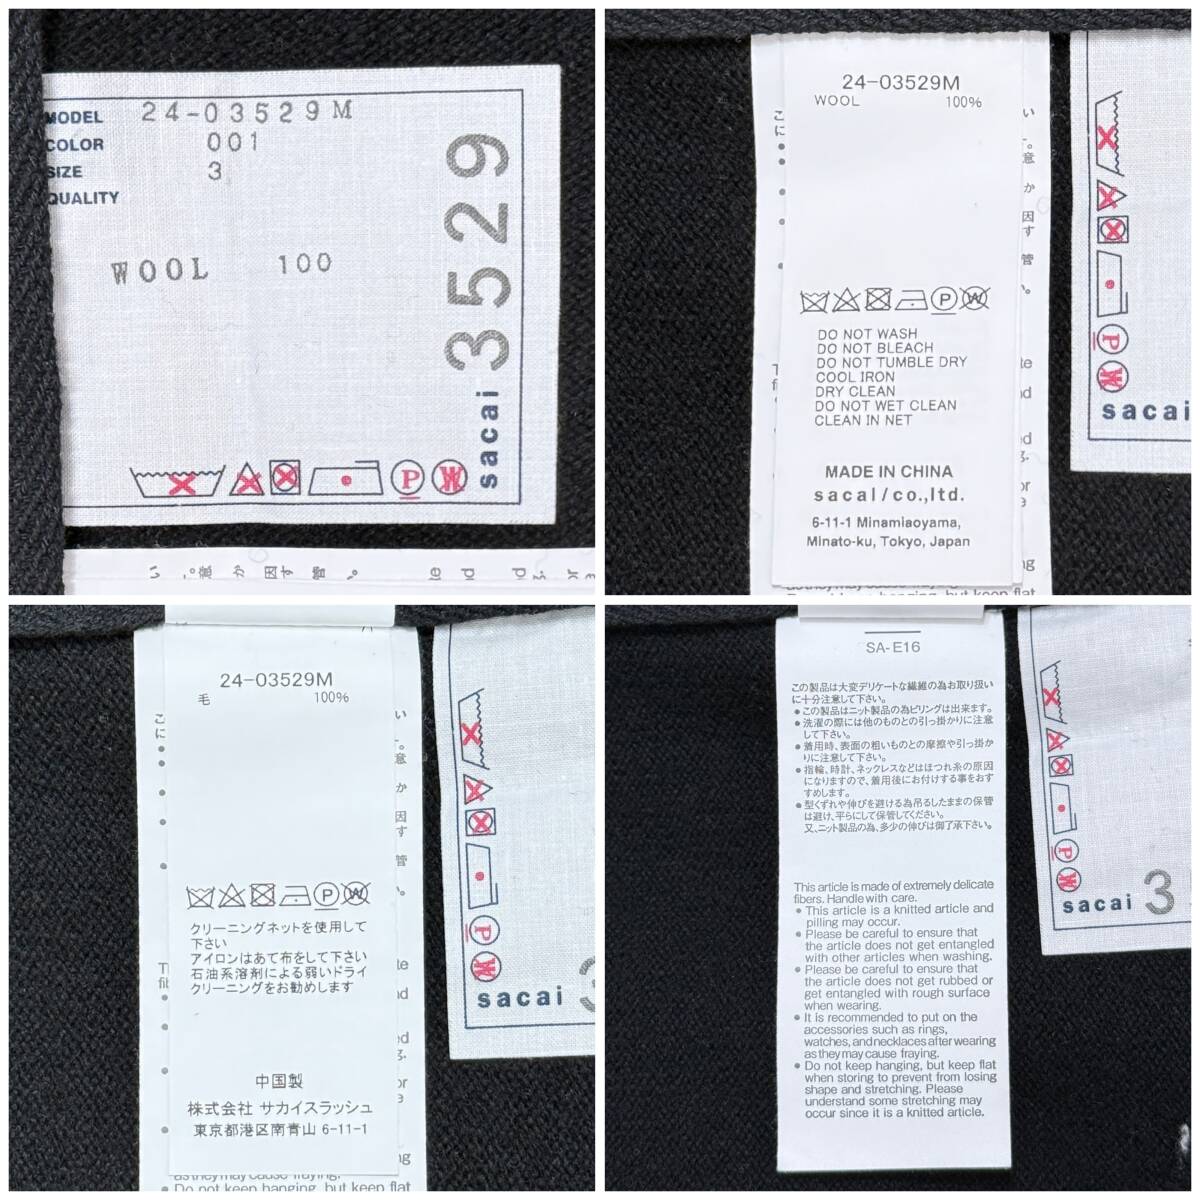 MODEL 24-03529M
COLOR 001
SIZE 3
QUALITY
WOOL 100
sacai 3529
P
W
24-03529M
WOOL 100%
P W
DO NOT WASH
DO NOT BLEACH
DO NOT TUMBLE DRY
COOL IRON
DRY CLEAN
DO NOT WET CLEAN
CLEAN IN NET
MADE IN CHINA
sacai/co.,ltd.
6-11-1 Minamiaoyama,
Minato-ku, Tokyo, Japan
P
W
sacai
24-03529M
毛 100%
P W
クリーニングネットを使用して
下さい
アイロンはあて布をして下さい
石油系溶剤による弱いドライ
クリーニングをお勧めします
中国製
株式会社 サカイスラッシュ
東京都港区南青山 6-11-1
as they may cause fraying.
Do not keep hanging, but keep flat
P
W
sacai 3
SA-E16
この製品は大変デリケートな繊維の為お取り扱い
に十分注意して下さい。
●この製品はニット製品の為ピリングは出来ます。
●洗濯の際には他のものとの引っ掛かりに注意
して下さい。
●着用時、表面の粗いものとの摩擦や引っ掛か
りに注意して下さい。
●指輪、時計、ネックレスなどはほつれ糸の原因
になりますので、着用後にお付けする事をおす
すめします。
●型くずれや伸びを避ける為吊るしたままの保管
は避け、平らにして保管してください。
又、ニット製品の為、多少の伸びは御了承下さい。
This article is made of extremely delicate
fibers. Handle with care.
● This article is a knitted article and
pilling may occur.
● Please be careful to ensure that
the article does not get entangled
with other articles when washing.
● Please be careful to ensure that
the article does not get rubbed or
get entangled with rough surface
when wearing.
● It is recommended to put on the
accessories such as rings,
watches, and necklaces after wearing
as they may cause fraying.
● Do not keep hanging, but keep flat
when storing to prevent from losing
shape and stretching. Please
understand some stretching may
occur since it is a knitted article.
P
W
sacai 3